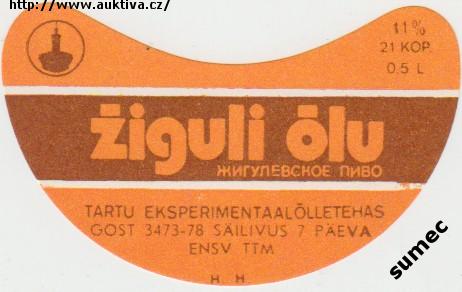 http://www.auktiva.cz/
11%
21 KOP.
0,5 L
žiguli õlu
ЖИГУЛЕВСКОЕ ПИВО
TARTU EKSPERIMENTAALÕLLETEHAS
GOST 3473-78 SÄILIVUS 7 PÄEVA
ENSV TTM
H. H.
sumec